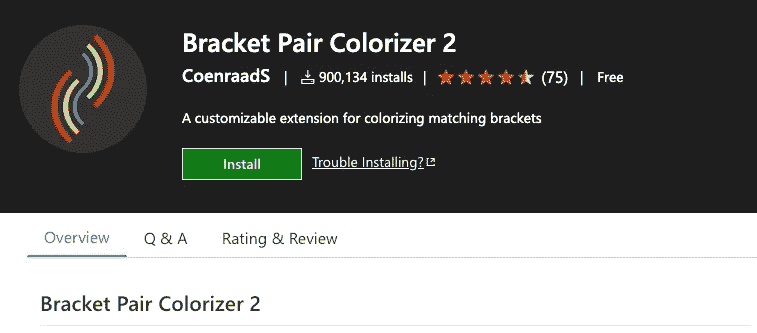 Bracket Pair Colorizer 2
CoenraadS | 900,134 installs | (75) | Free
A customizable extension for colorizing matching brackets
Install Trouble Installing?
Overview Q & A Rating & Review
Bracket Pair Colorizer 2